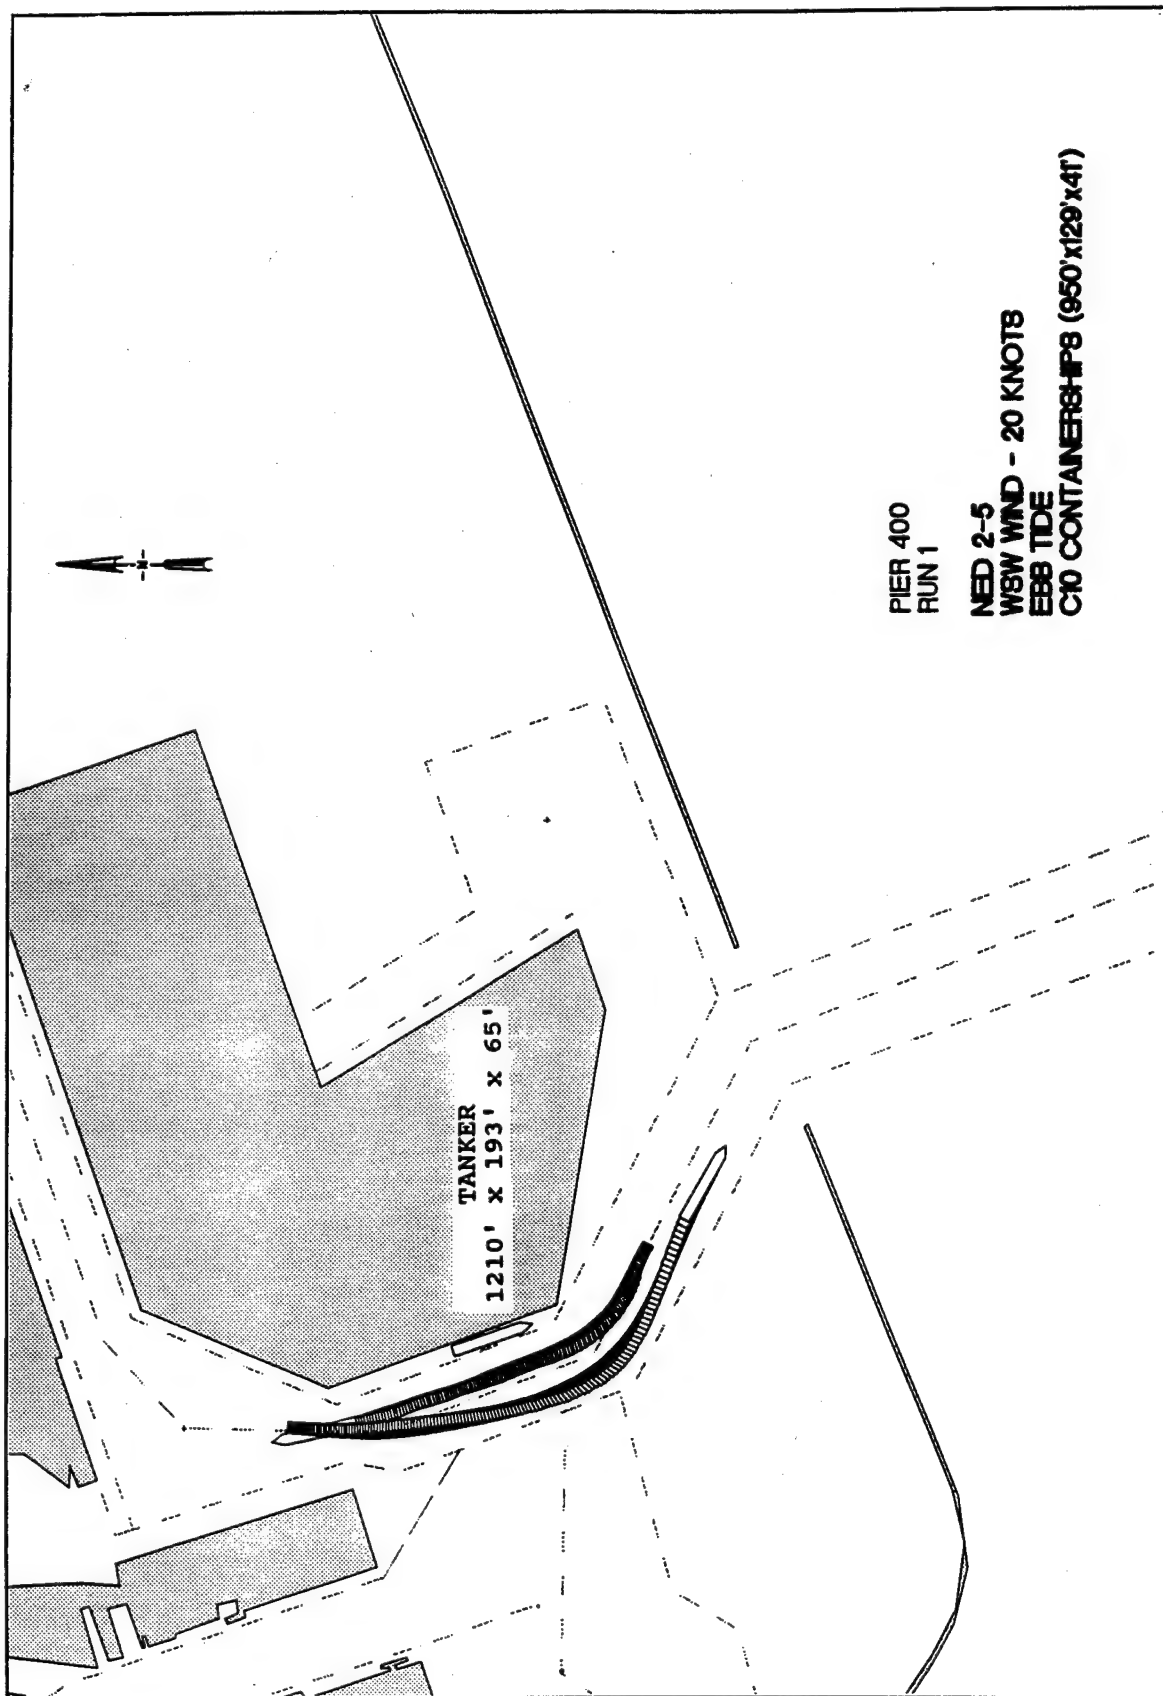 TANKER
1210' x 193' x 65'
PIER 400
RUN 1
NED 2-5
WSW WIND - 20 KNOTS
EBB TIDE
C10 CONTAINERSHIPS (950'x129'x41')